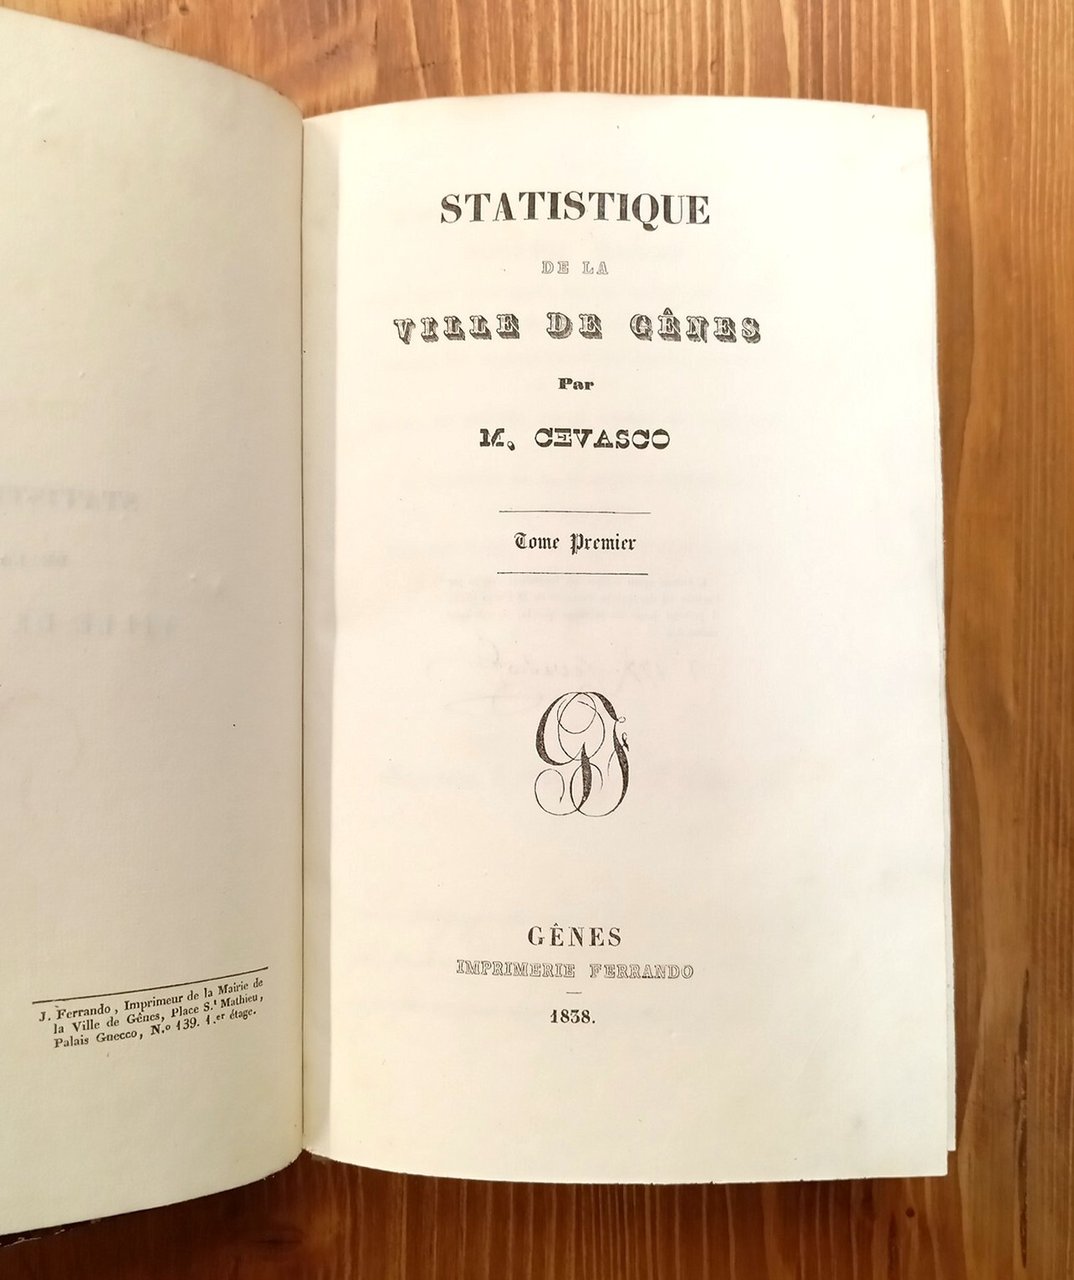 J. Ferrando, Imprimeur de la Mairie de
la Ville de Gênes, Place S.t Mathieu,
Palais Gnecco, N.o 139. 1.er étage.
STATISTIQUE
DE LA
VILLE DE GÊNES
Par
M. CEVASCO
Tome Premier
GÊNES
IMPRIMERIE FERRANDO
1838.